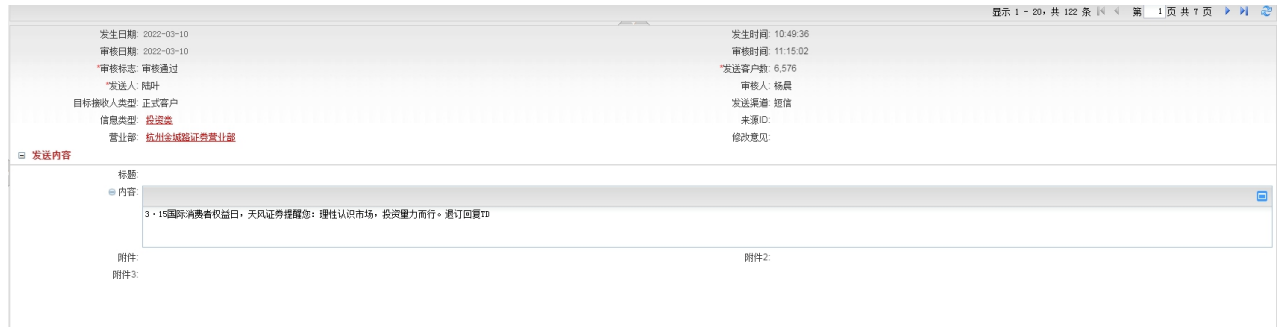 显示 1 - 20，共 122 条 第 1 页 共 7 页
发生日期: 2022-03-10 发生时间: 10:49:36
审核日期: 2022-03-10 审核时间: 11:15:02
*审核标志: 审核通过 *发送客户数: 6,576
*发送人: 陆叶 审核人: 杨晨
目标接收人类型: 正式客户 发送渠道: 短信
信息类型: 投资类 来源ID:
营业部: 杭州金城路证券营业部 修改意见:
发送内容
标题:
内容:
3·15国际消费者权益日，天风证券提醒您：理性认识市场，投资量力而行。退订回复TD
附件: 附件2:
附件3: